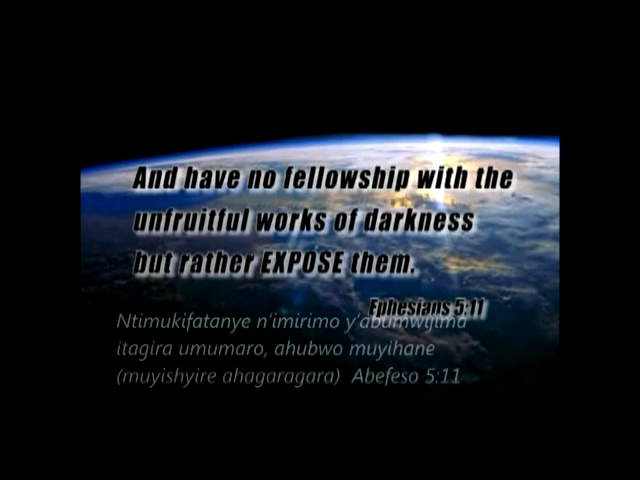 And have no fellowship with the
unfruitful works of darkness
but rather EXPOSE them.
Ephesians 5:11
Ntimukifatanye n'imirimo y'abumwijima
itagira umumaro, ahubwo muyihane
(muyishyire ahagaragara) Abefeso 5:11